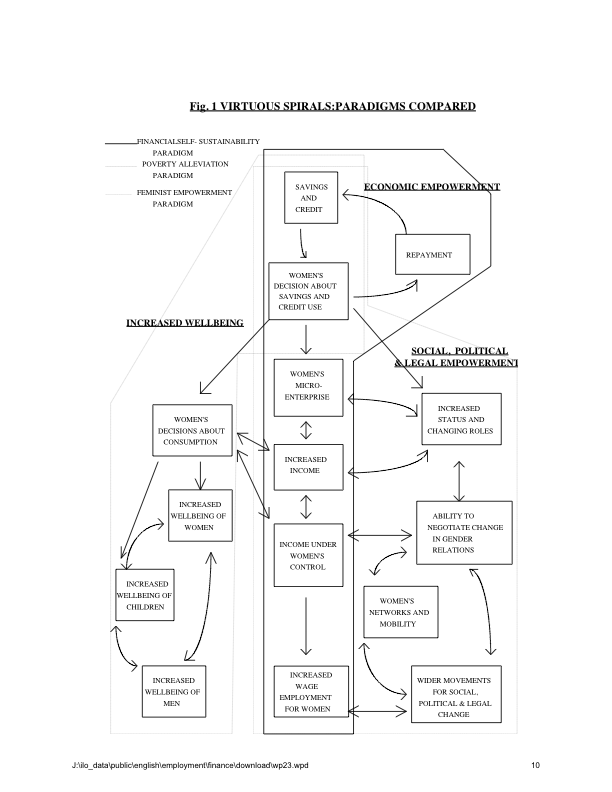 Fig. 1 VIRTUOUS SPIRALS:PARADIGMS COMPARED
FINANCIALSELF- SUSTAINABILITY
PARADIGM
POVERTY ALLEVIATION
PARADIGM
FEMINIST EMPOWERMENT
PARADIGM
SAVINGS
AND
CREDIT
ECONOMIC EMPOWERMENT
REPAYMENT
WOMEN'S
DECISION ABOUT
SAVINGS AND
CREDIT USE
INCREASED WELLBEING
SOCIAL, POLITICAL
& LEGAL EMPOWERMENT
WOMEN'S
MICRO-
ENTERPRISE
INCREASED
STATUS AND
CHANGING ROLES
WOMEN'S
DECISIONS ABOUT
CONSUMPTION
INCREASED
INCOME
INCREASED
WELLBEING OF
WOMEN
ABILITY TO
NEGOTIATE CHANGE
IN GENDER
RELATIONS
INCOME UNDER
WOMEN'S
CONTROL
INCREASED
WELLBEING OF
CHILDREN
WOMEN'S
NETWORKS AND
MOBILITY
INCREASED
WELLBEING OF
MEN
INCREASED
WAGE
EMPLOYMENT
FOR WOMEN
WIDER MOVEMENTS
FOR SOCIAL,
POLITICAL & LEGAL
CHANGE
J:\ilo_data\public\english\employment\finance\download\wp23.wpd
10